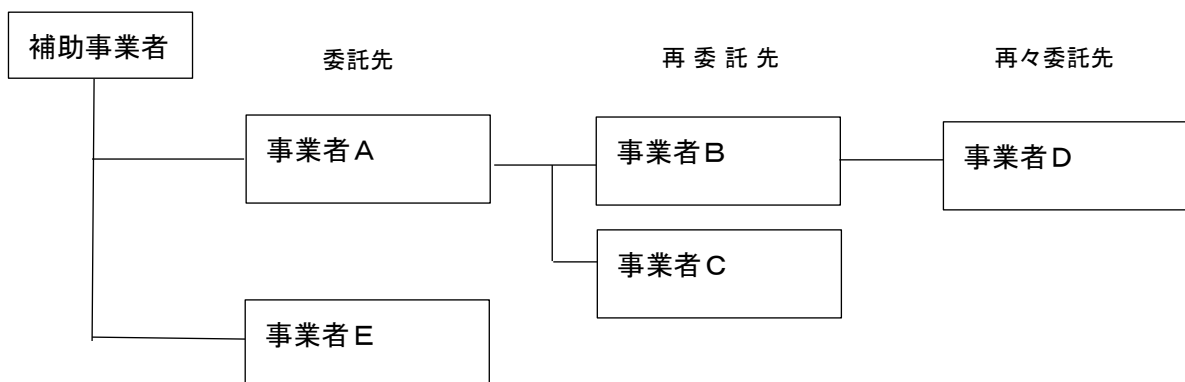 補助事業者
委託先
再 委 託 先
再々委託先
事業者A
事業者B
事業者D
事業者C
事業者E